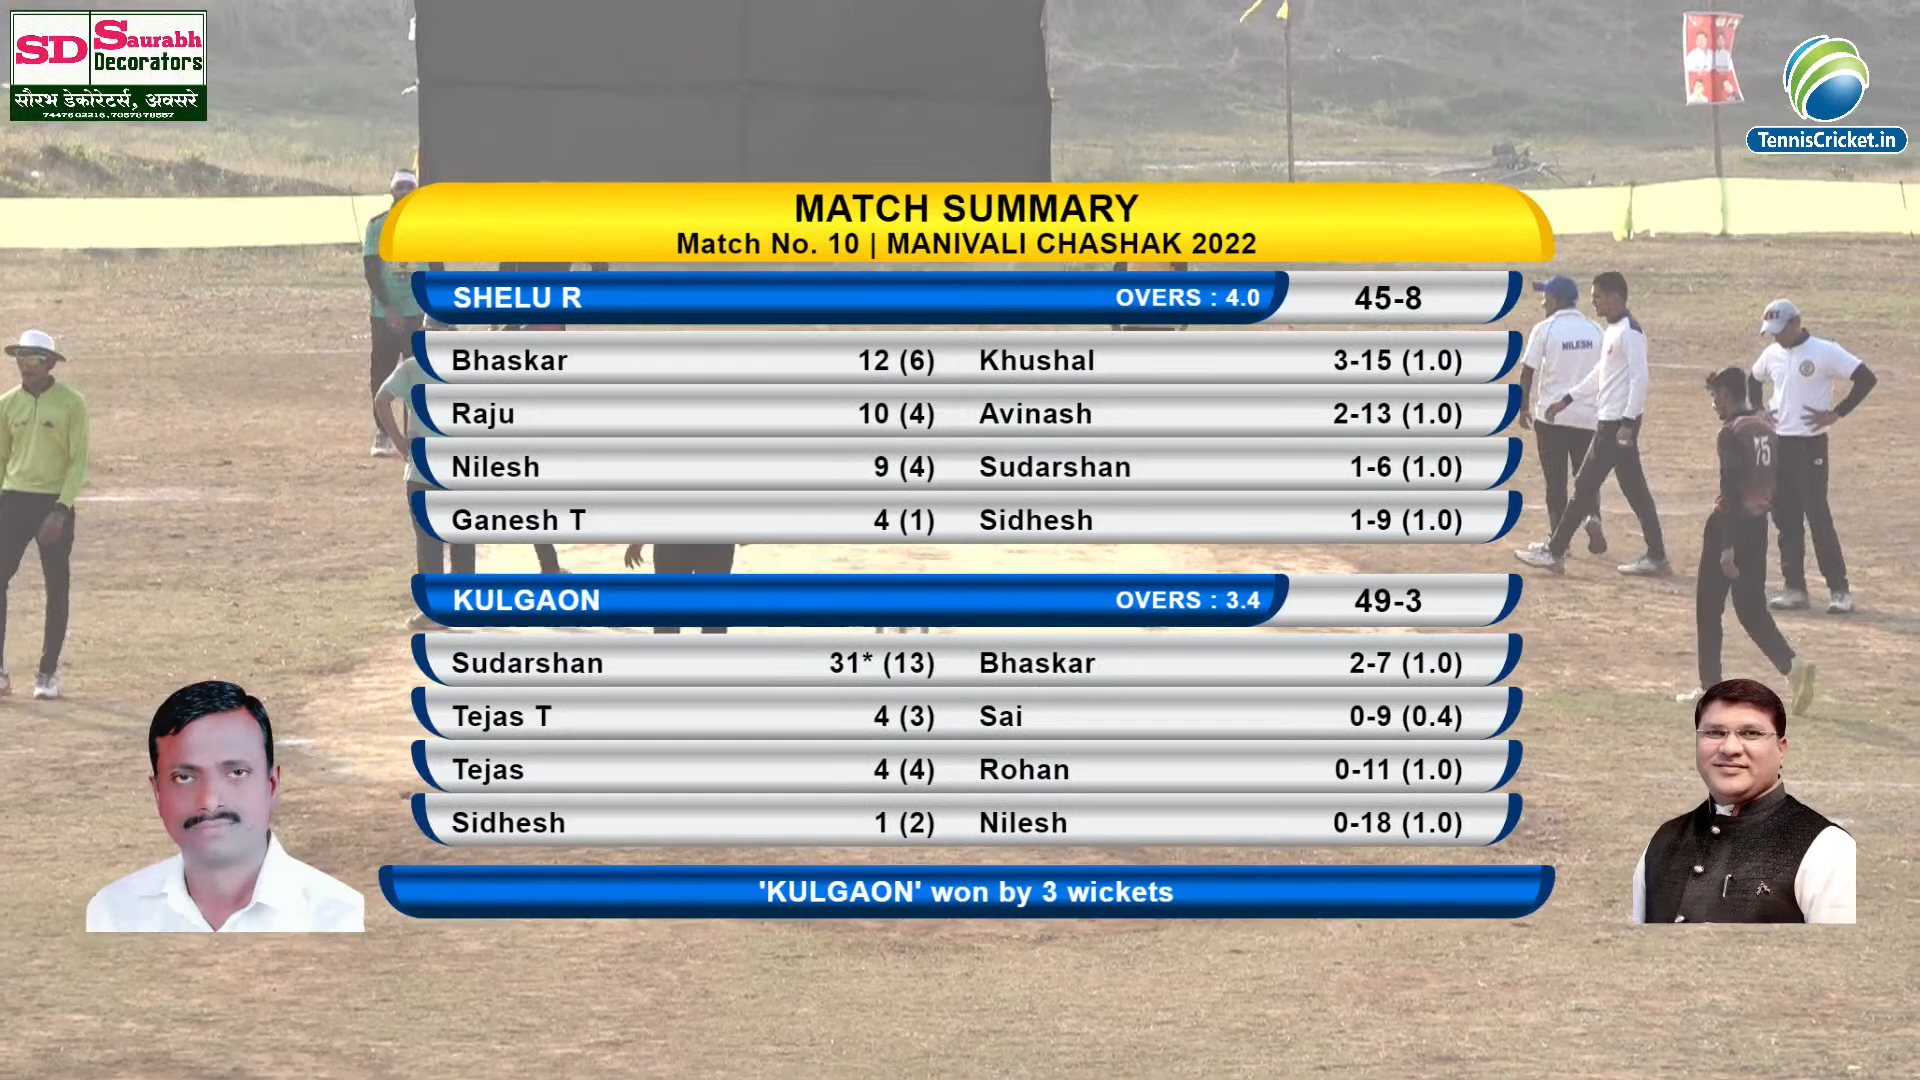 SD Saurabh
Decorators
सौरभ डेकोरेटर्स, अवसरे
TennisCricket.in
MATCH SUMMARY
Match No. 10 | MANIVALI CHASHAK 2022
SHELU R OVERS : 4.0 45-8
Bhaskar 12 (6) Khushal 3-15 (1.0)
Raju 10 (4) Avinash 2-13 (1.0)
Nilesh 9 (4) Sudarshan 1-6 (1.0)
Ganesh T 4 (1) Sidhesh 1-9 (1.0)
KULGAON OVERS : 3.4 49-3
Sudarshan 31* (13) Bhaskar 2-7 (1.0)
Tejas T 4 (3) Sai 0-9 (0.4)
Tejas 4 (4) Rohan 0-11 (1.0)
Sidhesh 1 (2) Nilesh 0-18 (1.0)
'KULGAON' won by 3 wickets
NILESH